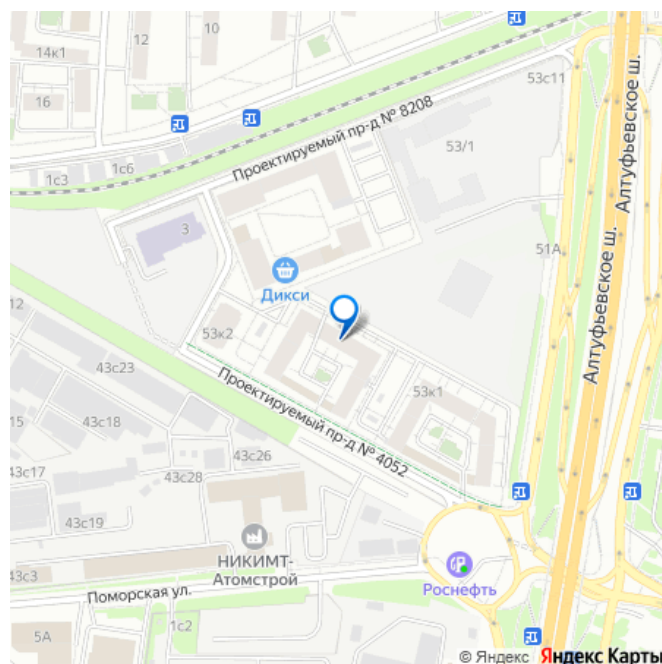 12
10
14к1
16
53с11
Проектируемый пр-д № 8208
53/1
1с6
1с3
3
Алтуфьевское ш.
Алтуфьевское ш.
51А
Дикси
12
53к2
43с23
53к1
Проектируемый пр-д № 4052
15
43с18
43с26
43с17
43с28
43с19
НИКИМТ-
Атомстрой
Роснефть
43с3
Поморская ул.
1с2
5А
© Яндекс Яндекс Карты